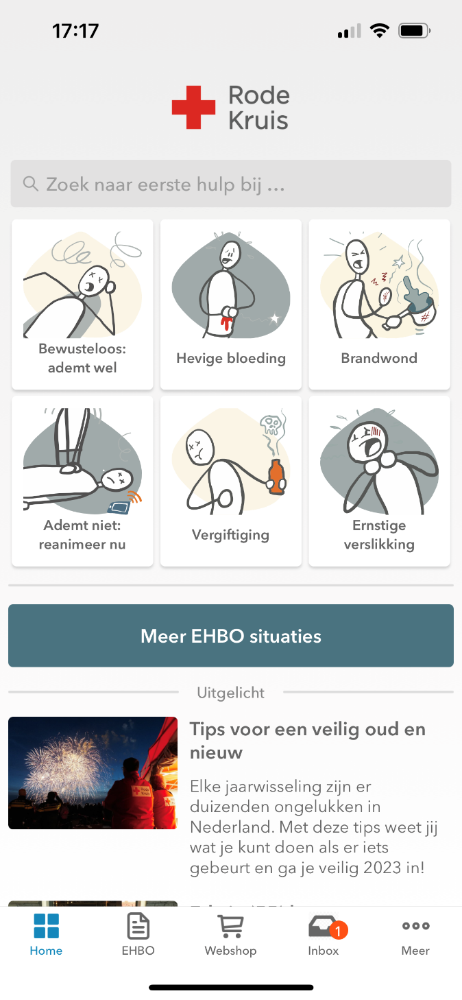 17:17
Rode
Kruis
Zoek naar eerste hulp bij ...
Bewusteloos:
ademt wel
Hevige bloeding
Brandwond
Ademt niet:
reanimeer nu
Vergiftiging
Ernstige
verslikking
Meer EHBO situaties
Uitgelicht
Rode
Kruis
Tips voor een veilig oud en
nieuw
Elke jaarwisseling zijn er
duizenden ongelukken in
Nederland. Met deze tips weet jij
wat je kunt doen als er iets
gebeurt en ga je veilig 2023 in!
Home
EHBO
Webshop
1
Inbox
Meer